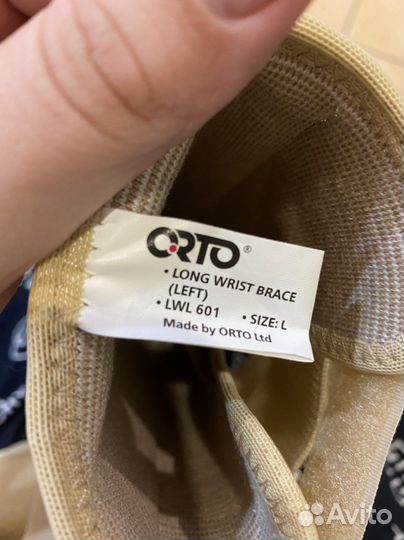 ORTO®
• LONG WRIST BRACE
(LEFT)
• LWL 601 • SIZE: L
Made by ORTO Ltd
Avito